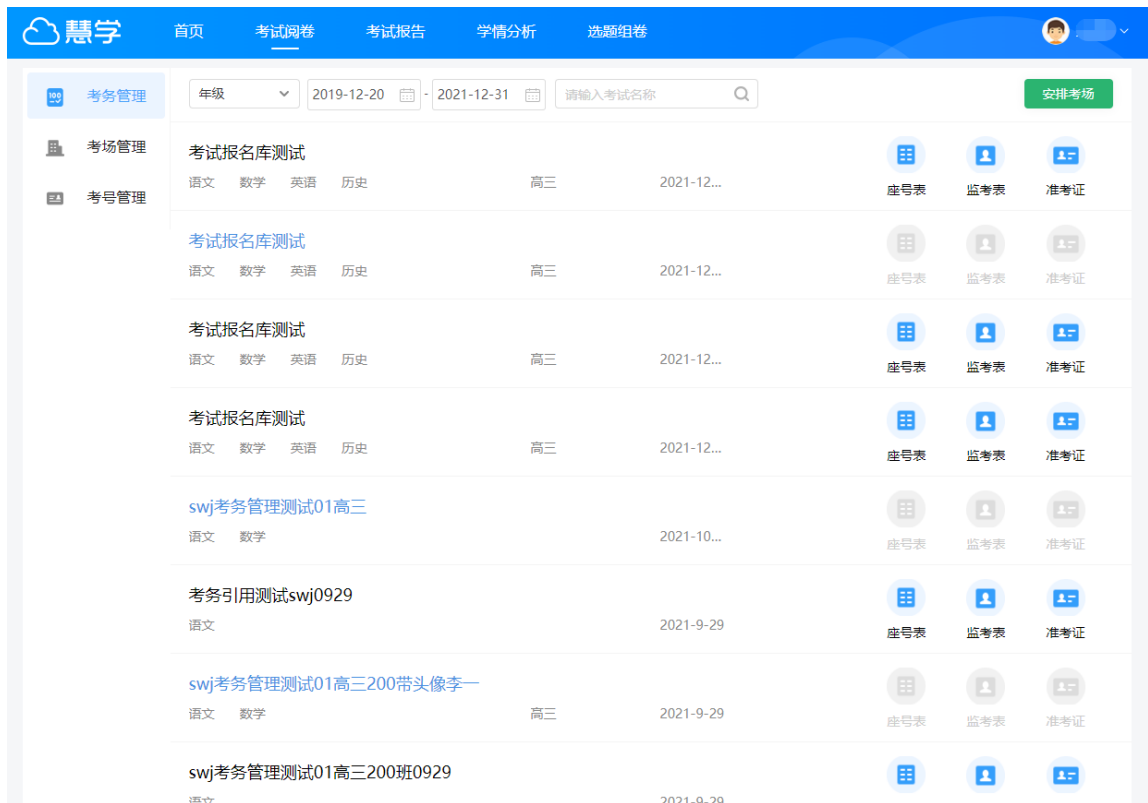 慧学 首页 考试阅卷 考试报告 学情分析 选题组卷
考务管理
考场管理
考号管理
年级 2019-12-20 - 2021-12-31 请输入考试名称 安排考场
考试报名库测试
语文 数学 英语 历史 高三 2021-12... 座号表 监考表 准考证
考试报名库测试
语文 数学 英语 历史 高三 2021-12... 座号表 监考表 准考证
考试报名库测试
语文 数学 英语 历史 高三 2021-12... 座号表 监考表 准考证
考试报名库测试
语文 数学 英语 历史 高三 2021-12... 座号表 监考表 准考证
swj考务管理测试01高三
语文 数学 2021-10... 座号表 监考表 准考证
考务引用测试swj0929
语文 2021-9-29 座号表 监考表 准考证
swj考务管理测试01高三200带头像李一
语文 数学 高三 2021-9-29 座号表 监考表 准考证
swj考务管理测试01高三200班0929
语文 2021-9-29